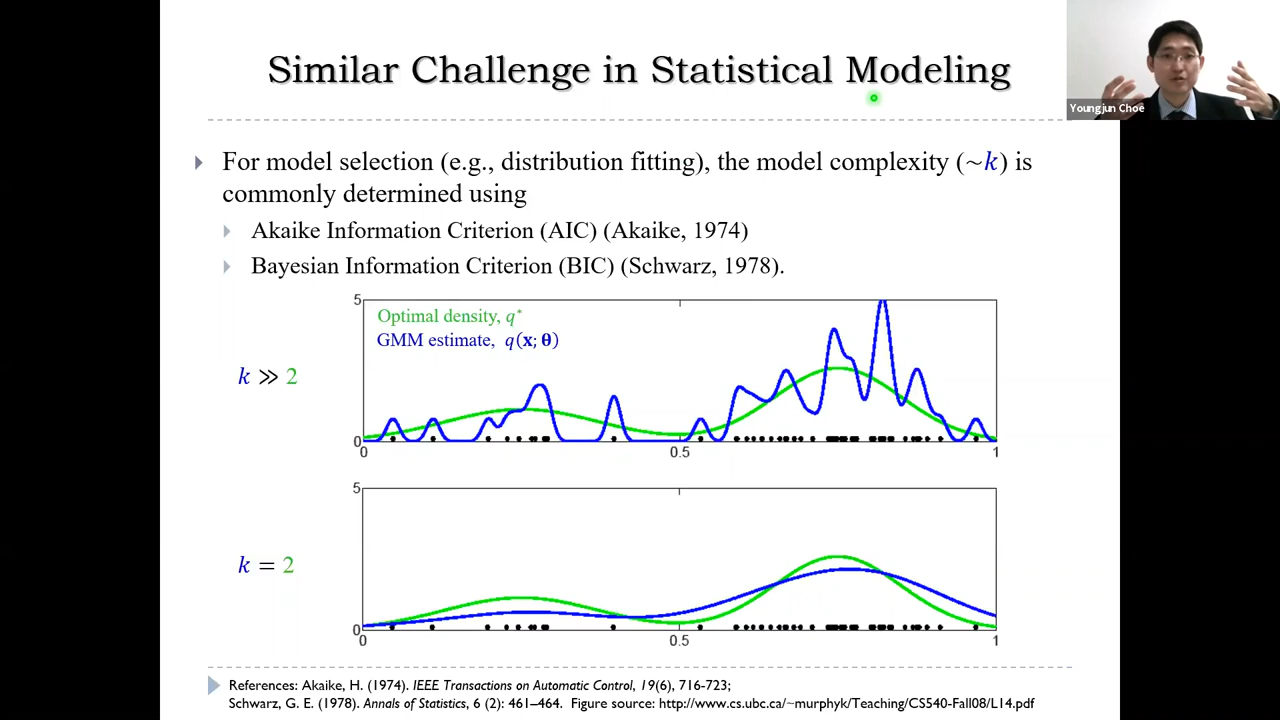 Similar Challenge in Statistical Modeling
Youngjun Choe
For model selection (e.g., distribution fitting), the model complexity (~k) is
commonly determined using
Akaike Information Criterion (AIC) (Akaike, 1974)
Bayesian Information Criterion (BIC) (Schwarz, 1978).
5
Optimal density, q*
GMM estimate, q(x; θ)
k ≫ 2
0
0 0.5 1
5
k = 2
0
0 0.5 1
References: Akaike, H. (1974). IEEE Transactions on Automatic Control, 19(6), 716-723;
Schwarz, G. E. (1978). Annals of Statistics, 6 (2): 461–464. Figure source: http://www.cs.ubc.ca/~murphyk/Teaching/CS540-Fall08/L14.pdf